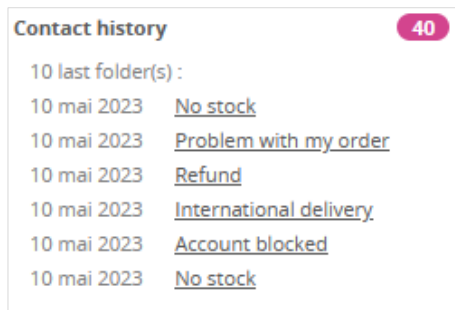 Contact history 40
10 last folder(s) :
10 mai 2023 No stock
10 mai 2023 Problem with my order
10 mai 2023 Refund
10 mai 2023 International delivery
10 mai 2023 Account blocked
10 mai 2023 No stock